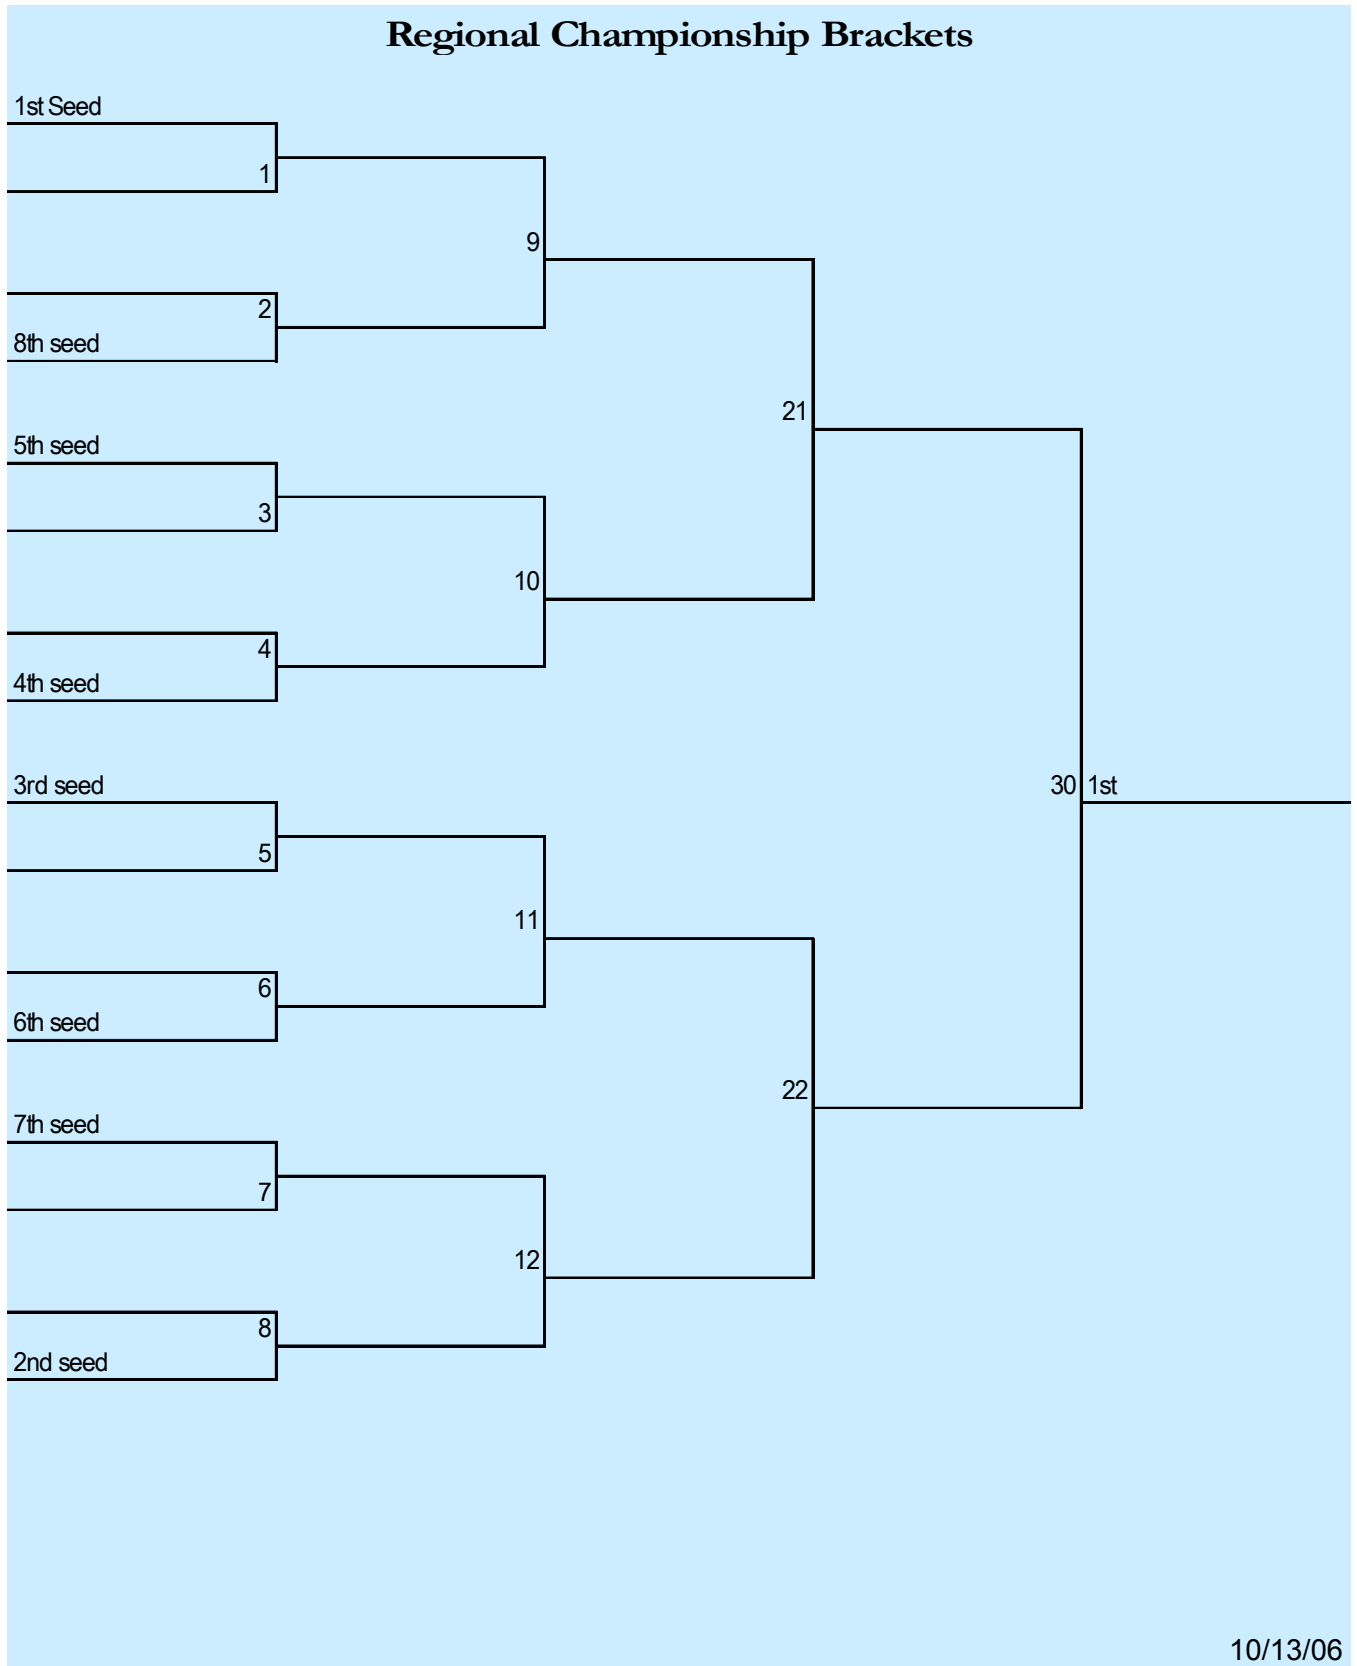 Regional Championship Brackets
1st Seed
1
9
2
8th seed
21
5th seed
3
10
4
4th seed
3rd seed
30 1st
5
11
6
6th seed
22
7th seed
7
12
8
2nd seed
10/13/06